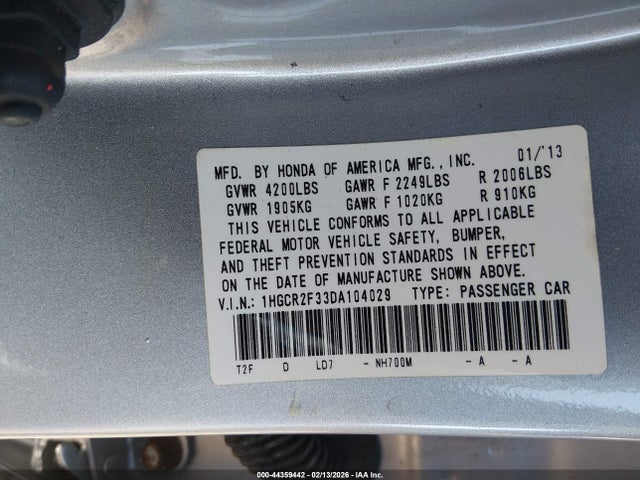 MFD. BY HONDA OF AMERICA MFG., INC. 01/'13
GVWR 4200LBS GAWR F 2249LBS R 2006LBS
GVWR 1905KG GAWR F 1020KG R 910KG
THIS VEHICLE CONFORMS TO ALL APPLICABLE
FEDERAL MOTOR VEHICLE SAFETY, BUMPER,
AND THEFT PREVENTION STANDARDS IN EFFECT
ON THE DATE OF MANUFACTURE SHOWN ABOVE.
V.I.N.: 1HGCR2F33DA104029 TYPE: PASSENGER CAR
T2F D LD7 - NH700M - A - A
000-44359442 - 02/13/2026 - IAA Inc.